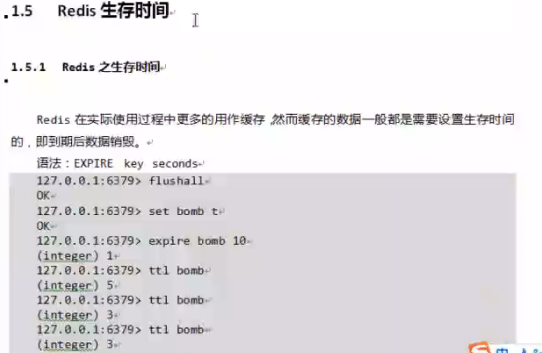 1.5 Redis 生存时间
1.5.1 Redis 之生存时间
Redis 在实际使用过程中更多的用作缓存，然而缓存的数据一般都是需要设置生存时间
的，即到期后数据销毁。
语法：EXPIRE key seconds
127.0.0.1:6379> flushall
OK
127.0.0.1:6379> set bomb t
OK
127.0.0.1:6379> expire bomb 10
(integer) 1
127.0.0.1:6379> ttl bomb
(integer) 5
127.0.0.1:6379> ttl bomb
(integer) 3
127.0.0.1:6379> ttl bomb
(integer) 3